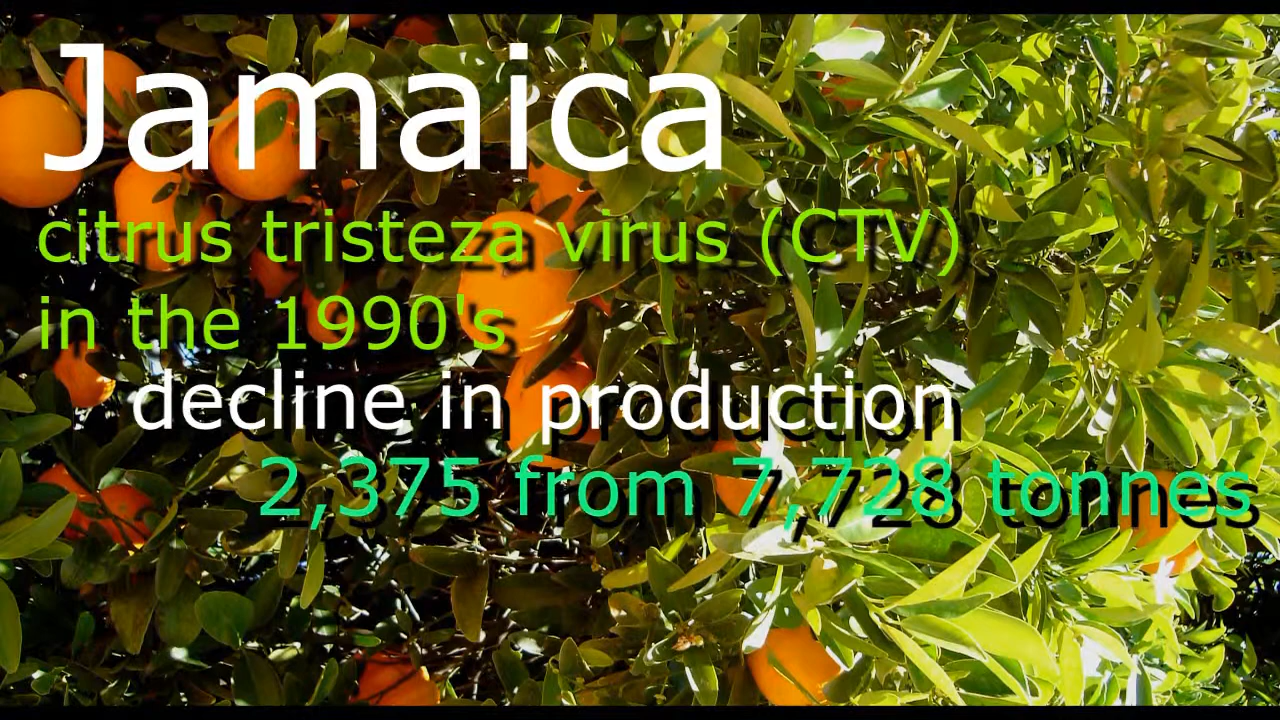 Jamaica
citrus tristeza virus (CTV)
in the 1990's
decline in production
2,375 from 7,728 tonnes